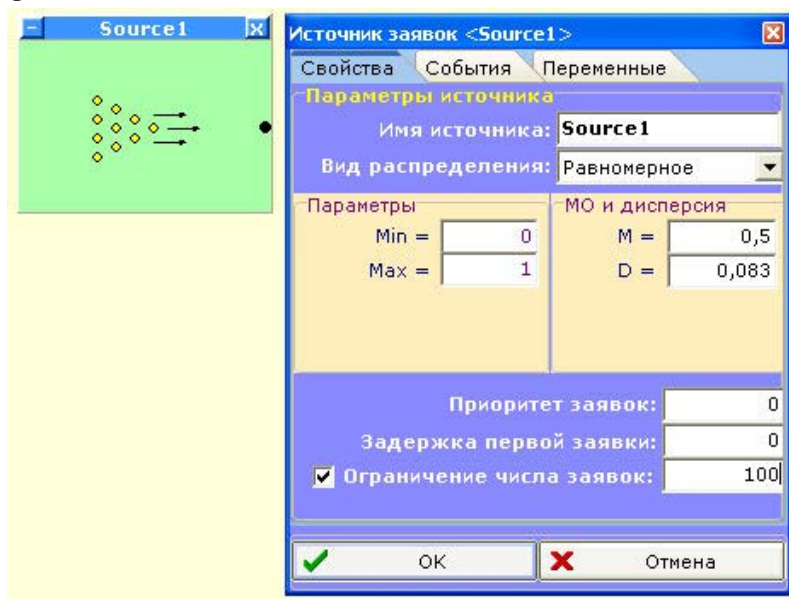 Source1
Источник заявок <Source1>
Свойства События Переменные
Параметры источника
Имя источника: Source1
Вид распределения: Равномерное
Параметры МО и дисперсия
Min = 0 M = 0,5
Max = 1 D = 0,083
Приоритет заявок: 0
Задержка первой заявки: 0
Ограничение числа заявок: 100
OK Отмена